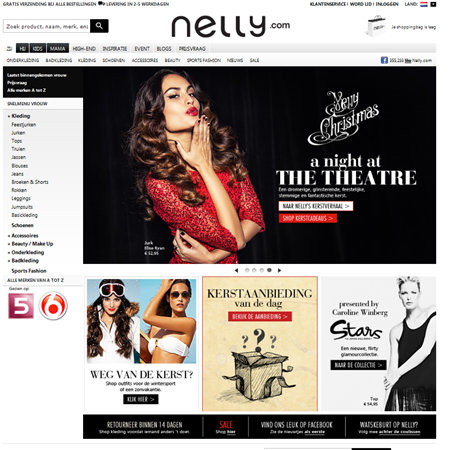 GRATIS VERZENDING BIJ ALLE BESTELLINGEN LEVERING IN 2-5 WERKDAGEN
KLANTENSERVICE | WORD LID | INLOGGEN LAND:
Zoek product, naam, merk, nr...
nelly.com
Je shoppingbag is leeg
HIJ KIDS MAMA HIGH-END INSPIRATIE EVENT BLOGS PRIJSVRAAG
ONDERKLEDING BADKLEDING KLEDING SCHOENEN ACCESSOIRES BEAUTY SPORTS FASHION NIEUWS SALE
like Nelly.com
Laatst binnengekomen vrouw
Prijsvraag
Alle merken A tot Z
SNELMENU VROUW
Kleding
Feestjurken
Jurken
Tops
Truien
Jassen
Blouses
Jeans
Broeken & Shorts
Rokken
Leggings
Jumpsuits
Basickleding
Schoenen
Accessoires
Beauty / Make Up
Onderkleding
Badkleding
Sports Fashion
ALLE MERKEN VAN A TOT Z
Gezien op:
5
6
Very Christmas
a night at
THE THEATRE
Een dromerige, glinsterende, feestelijke,
stemmige en fantastische kerst.
NAAR NELLY'S KERSTVERHAAL >
SHOP KERSTCADEAUS >
Jurk
Elise Ryan
€ 52,95
WEG VAN DE KERST?
Shop outfits voor de wintersport
of een zonvakantie.
KLIK HIER >
KERSTAANBIEDING
van de dag
BEKIJK DE AANBIEDING >
? ? ?
presented by
Caroline Winberg
Stars
Een nieuwe, flirty
glamourcollectie.
NAAR DE COLLECTIE >
Top
€ 54,95
RETOURNEER BINNEN 14 DAGEN
Shop kleding voordat iemand anders 't doet.
SALE
Shop hier
VIND ONS LEUK OP FACEBOOK
Zie de nieuwtjes als eerste
WATSKEBURT OP NELLY?
Volg mee achter de coulissen